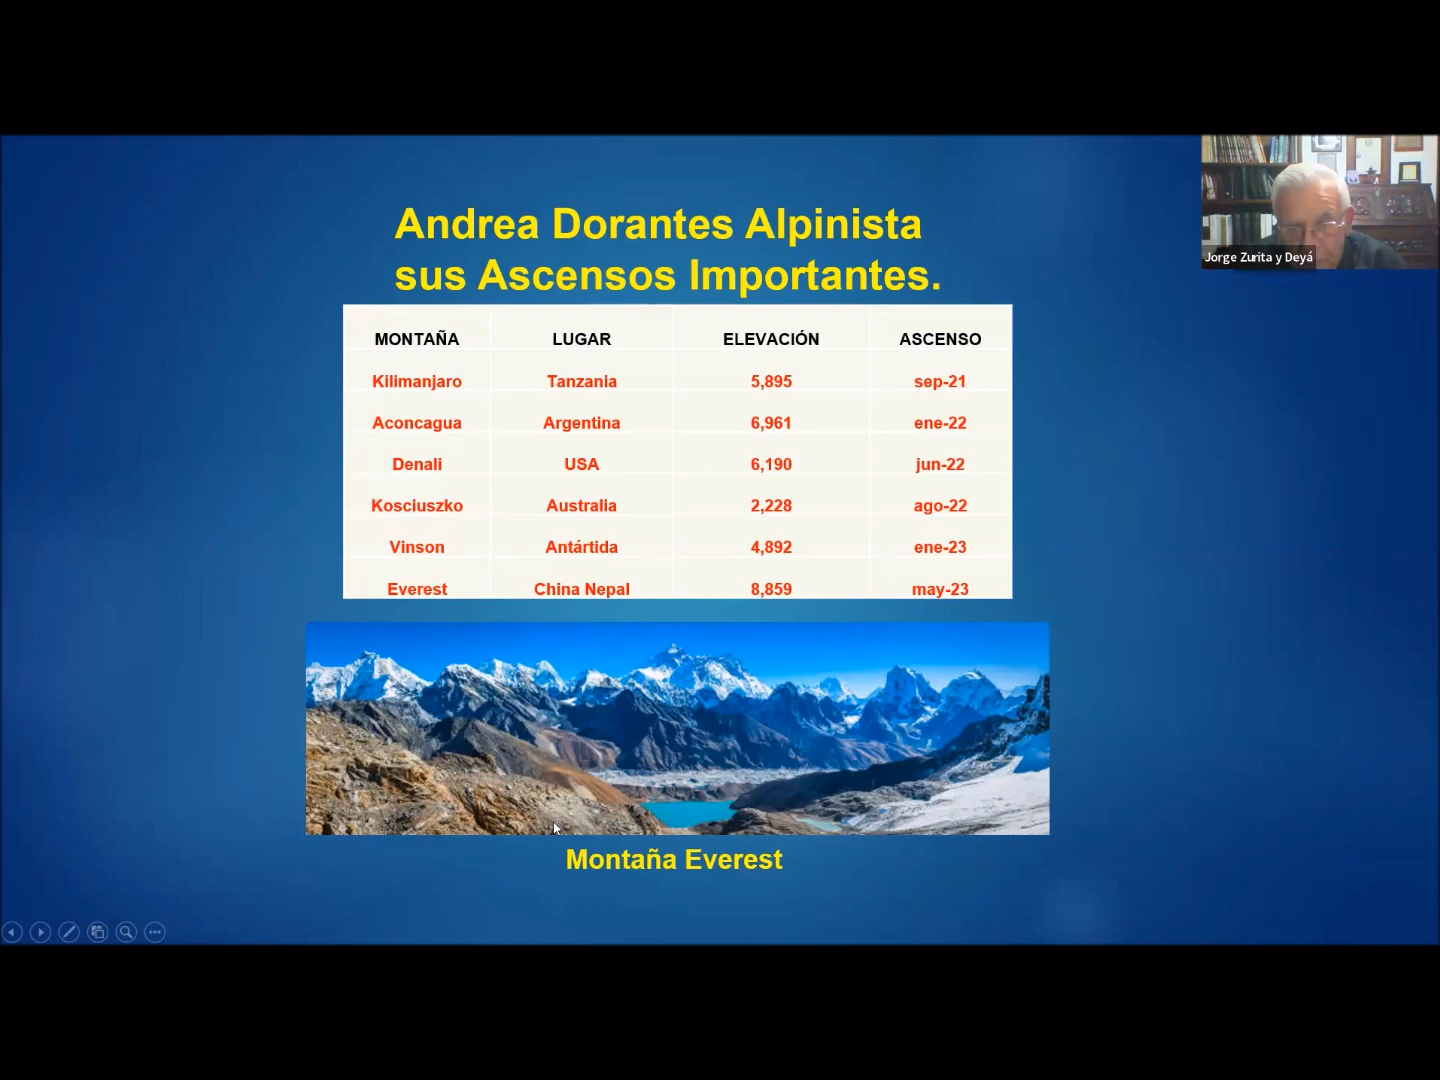 Andrea Dorantes Alpinista
sus Ascensos Importantes.
MONTAÑA LUGAR ELEVACIÓN ASCENSO
Kilimanjaro Tanzania 5,895 sep-21
Aconcagua Argentina 6,961 ene-22
Denali USA 6,190 jun-22
Kosciuszko Australia 2,228 ago-22
Vinson Antártida 4,892 ene-23
Everest China Nepal 8,859 may-23
Montaña Everest
Jorge Zurita y Deyá